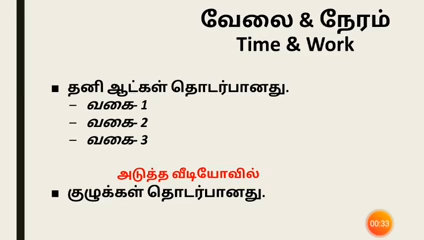 வேலை & நேரம்
Time & Work
▪ தனி ஆட்கள் தொடர்பானது.
– வகை- 1
– வகை- 2
– வகை- 3
அடுத்த வீடியோவில்
▪ குழுக்கள் தொடர்பானது.
00:33